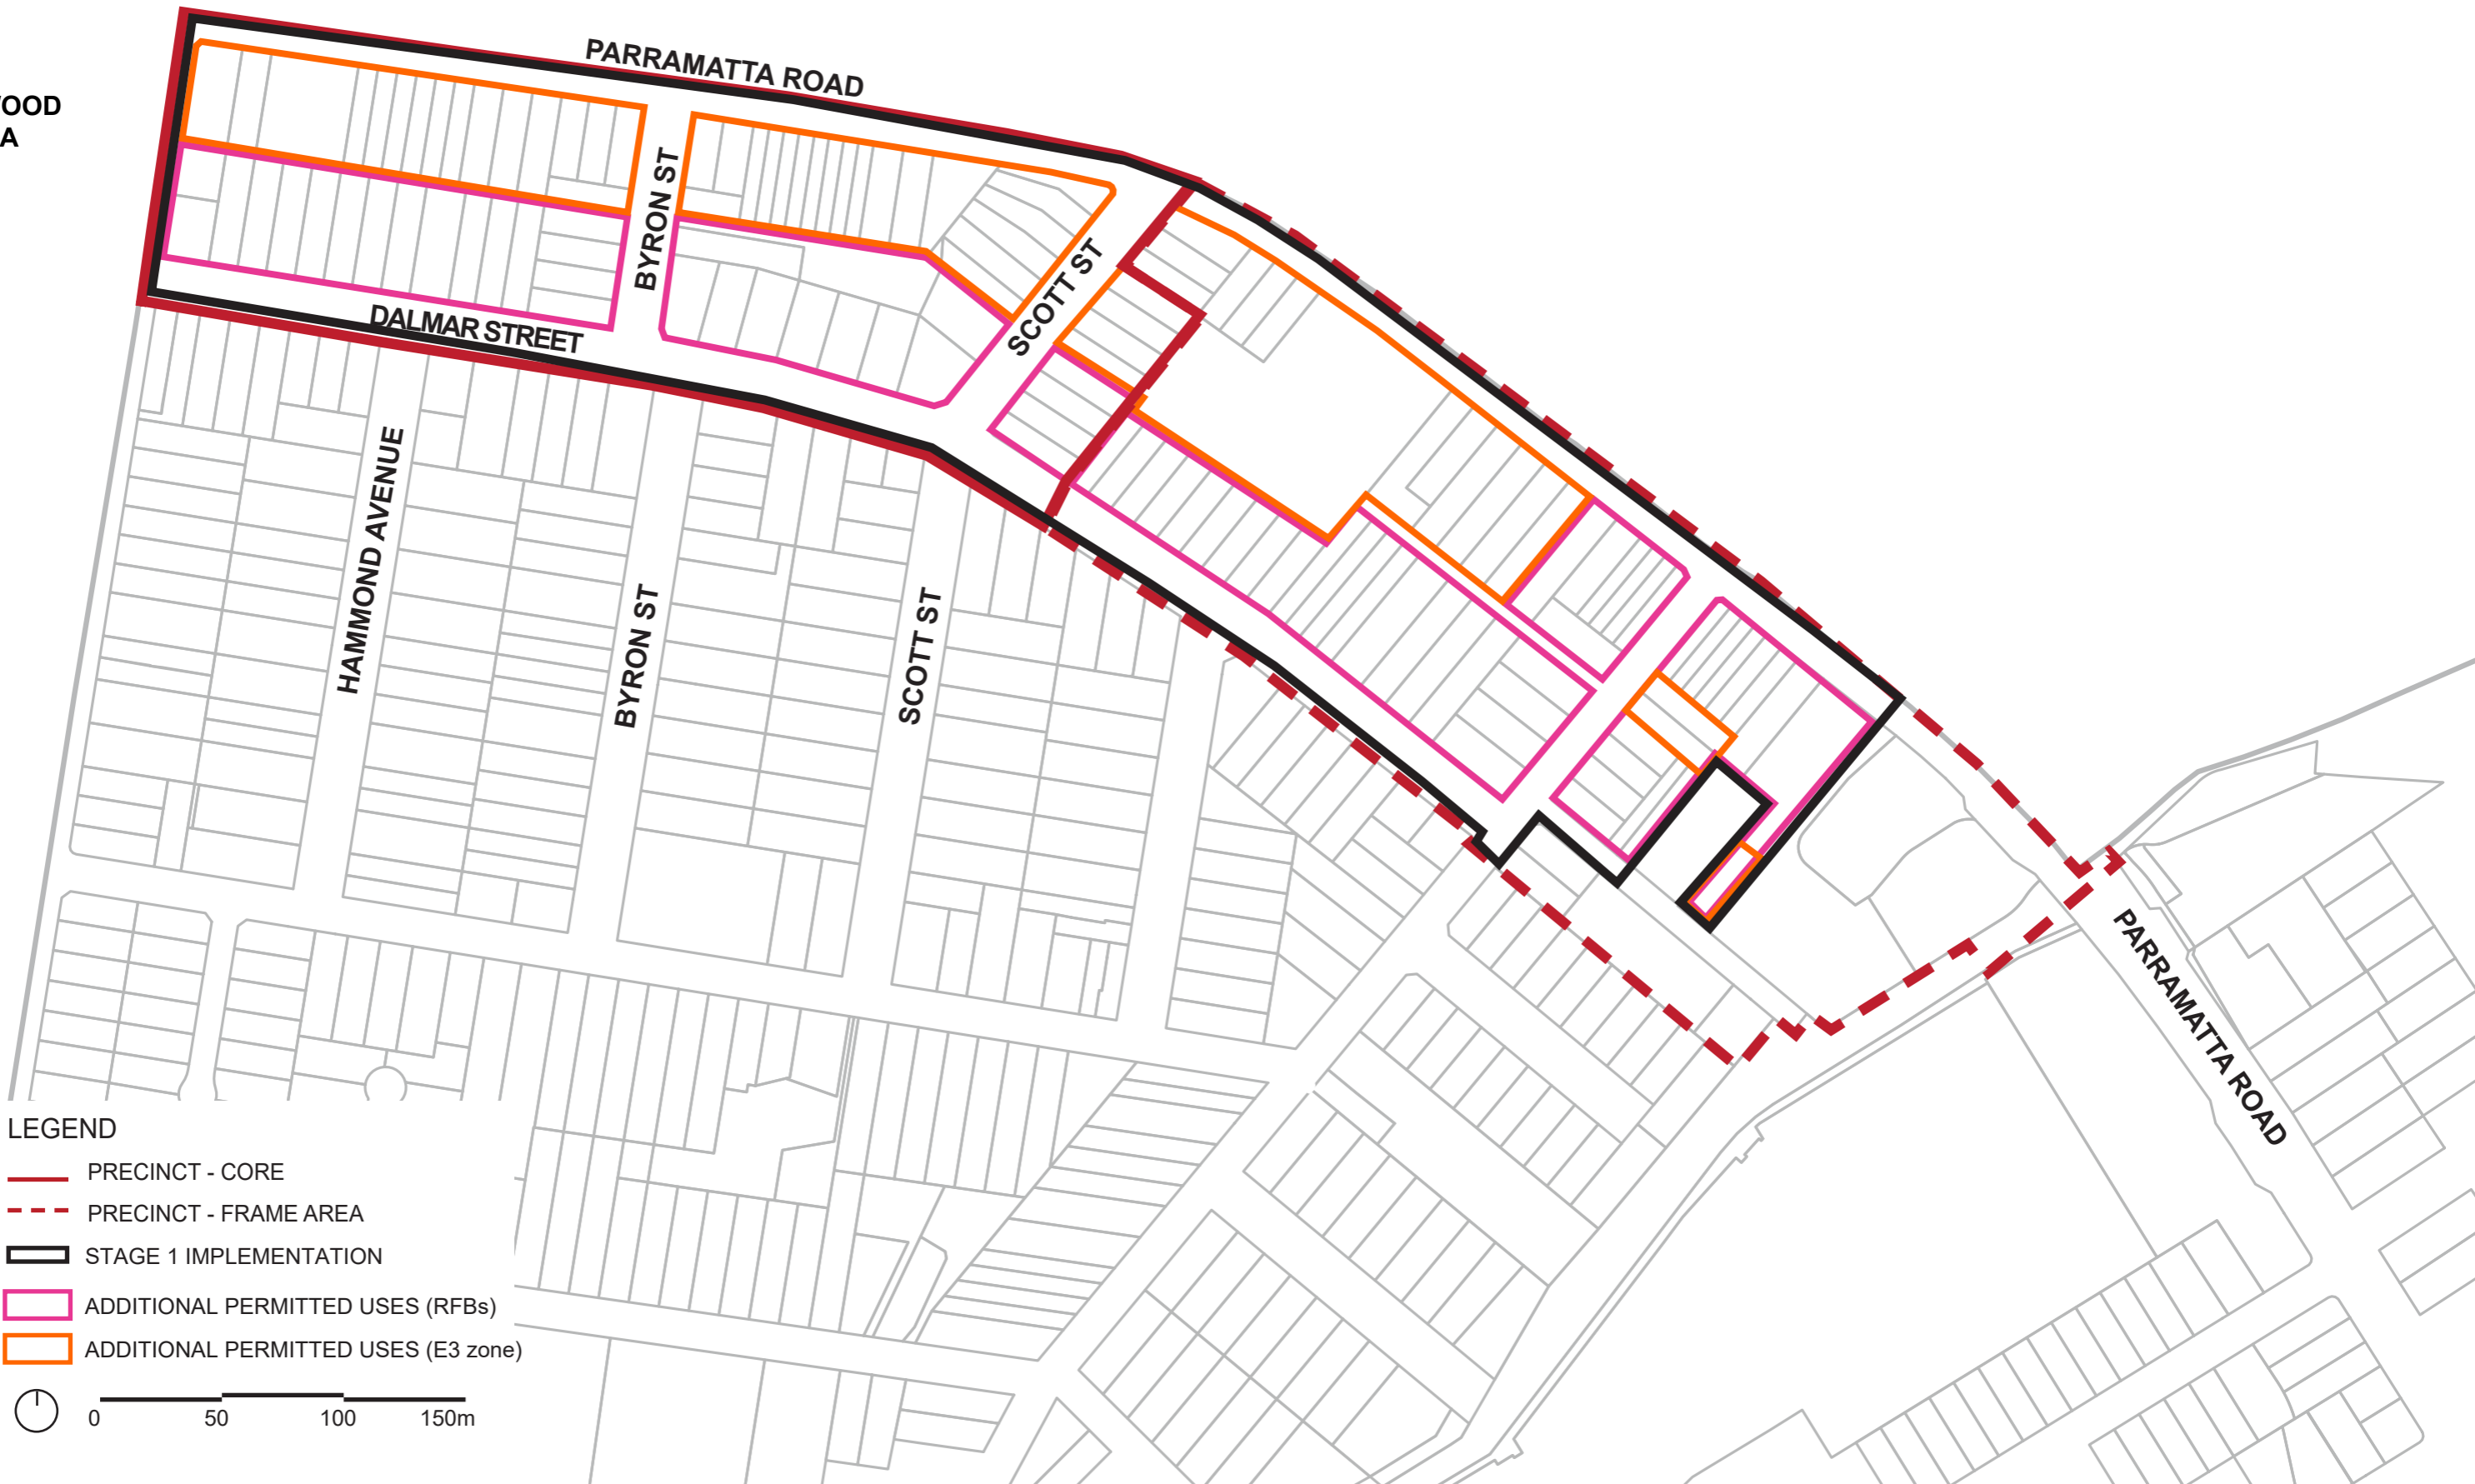 PARRAMATTA ROAD
OOD
A
BYRON ST
SCOTT ST
DALMAR STREET
HAMMOND AVENUE
BYRON ST
SCOTT ST
PARRAMATTA ROAD
LEGEND
PRECINCT - CORE
PRECINCT - FRAME AREA
STAGE 1 IMPLEMENTATION
ADDITIONAL PERMITTED USES (RFBs)
ADDITIONAL PERMITTED USES (E3 zone)
0 50 100 150m